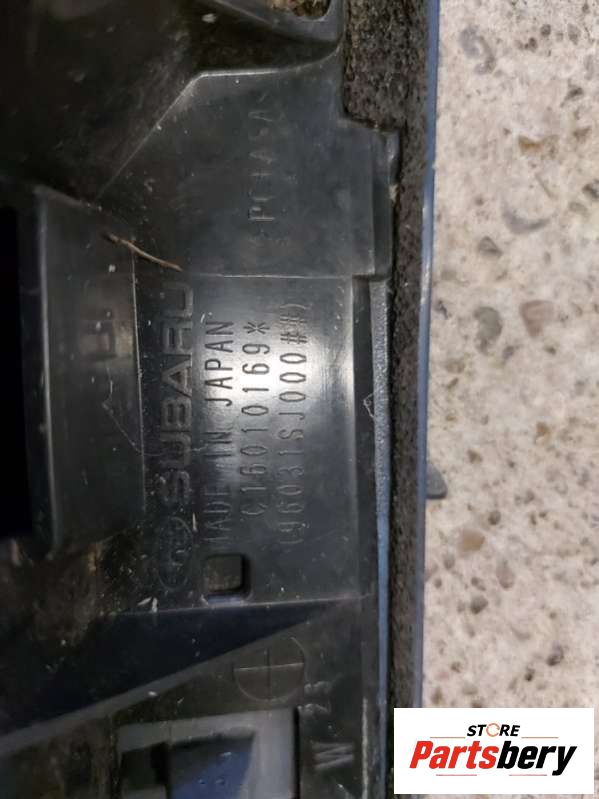 SUBARU
MADE IN JAPAN
C16010169*
(96031SJ000##)
W
STORE
Partsbery